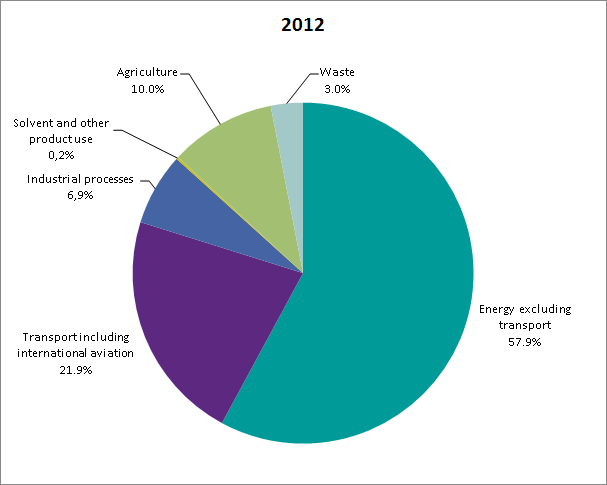 2012
Waste
3.0%
Agriculture
10.0%
Solvent and other
product use
0,2%
Industrial processes
6,9%
Energy excluding
transport
57.9%
Transport including
international aviation
21.9%